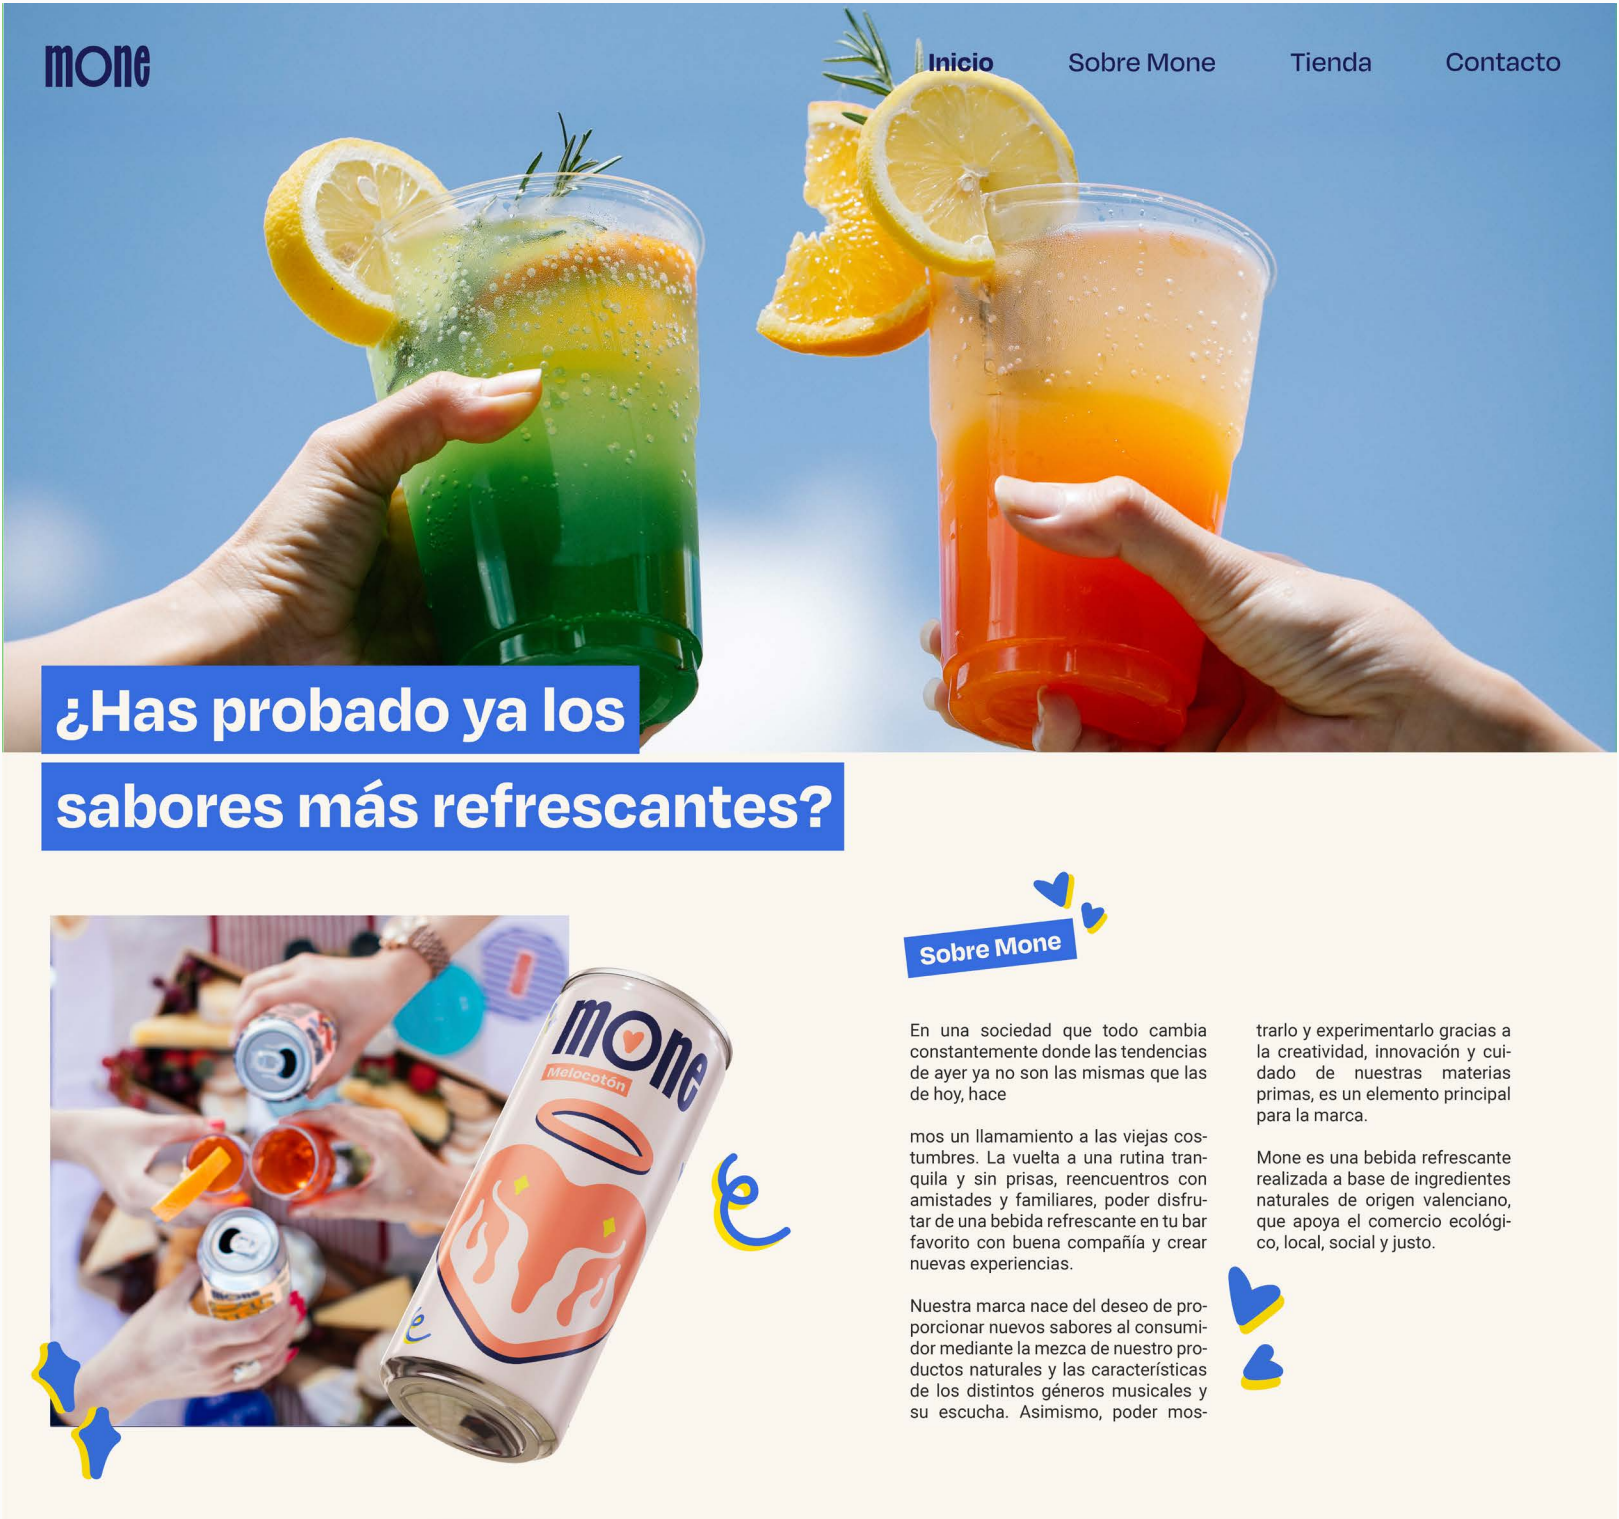 mone
Inicio
Sobre Mone
Tienda
Contacto
¿Has probado ya los
sabores más refrescantes?
mone
Melocotón
Sobre Mone
En una sociedad que todo cambia
constantemente donde las tendencias
de ayer ya no son las mismas que las
de hoy, hace
mos un llamamiento a las viejas cos-
tumbres. La vuelta a una rutina tran-
quila y sin prisas, reencuentros con
amistades y familiares, poder disfru-
tar de una bebida refrescante en tu bar
favorito con buena compañía y crear
nuevas experiencias.
Nuestra marca nace del deseo de pro-
porcionar nuevos sabores al consumi-
dor mediante la mezca de nuestro pro-
ductos naturales y las características
de los distintos géneros musicales y
su escucha. Asimismo, poder mos-
trarlo y experimentarlo gracias a
la creatividad, innovación y cui-
dado de nuestras materias
primas, es un elemento principal
para la marca.
Mone es una bebida refrescante
realizada a base de ingredientes
naturales de origen valenciano,
que apoya el comercio ecológi-
co, local, social y justo.